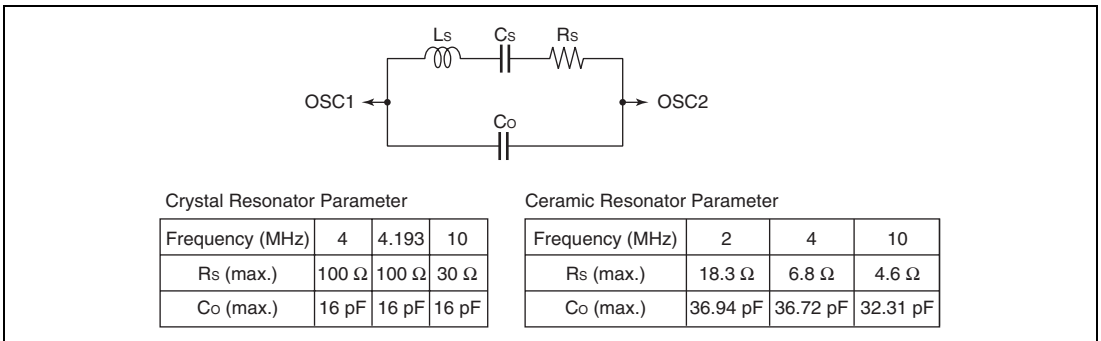 Ls Cs Rs
OSC1 OSC2
Co
Crystal Resonator Parameter
Frequency (MHz) 4 4.193 10
Rs (max.) 100 Ω 100 Ω 30 Ω
Co (max.) 16 pF 16 pF 16 pF
Ceramic Resonator Parameter
Frequency (MHz) 2 4 10
Rs (max.) 18.3 Ω 6.8 Ω 4.6 Ω
Co (max.) 36.94 pF 36.72 pF 32.31 pF